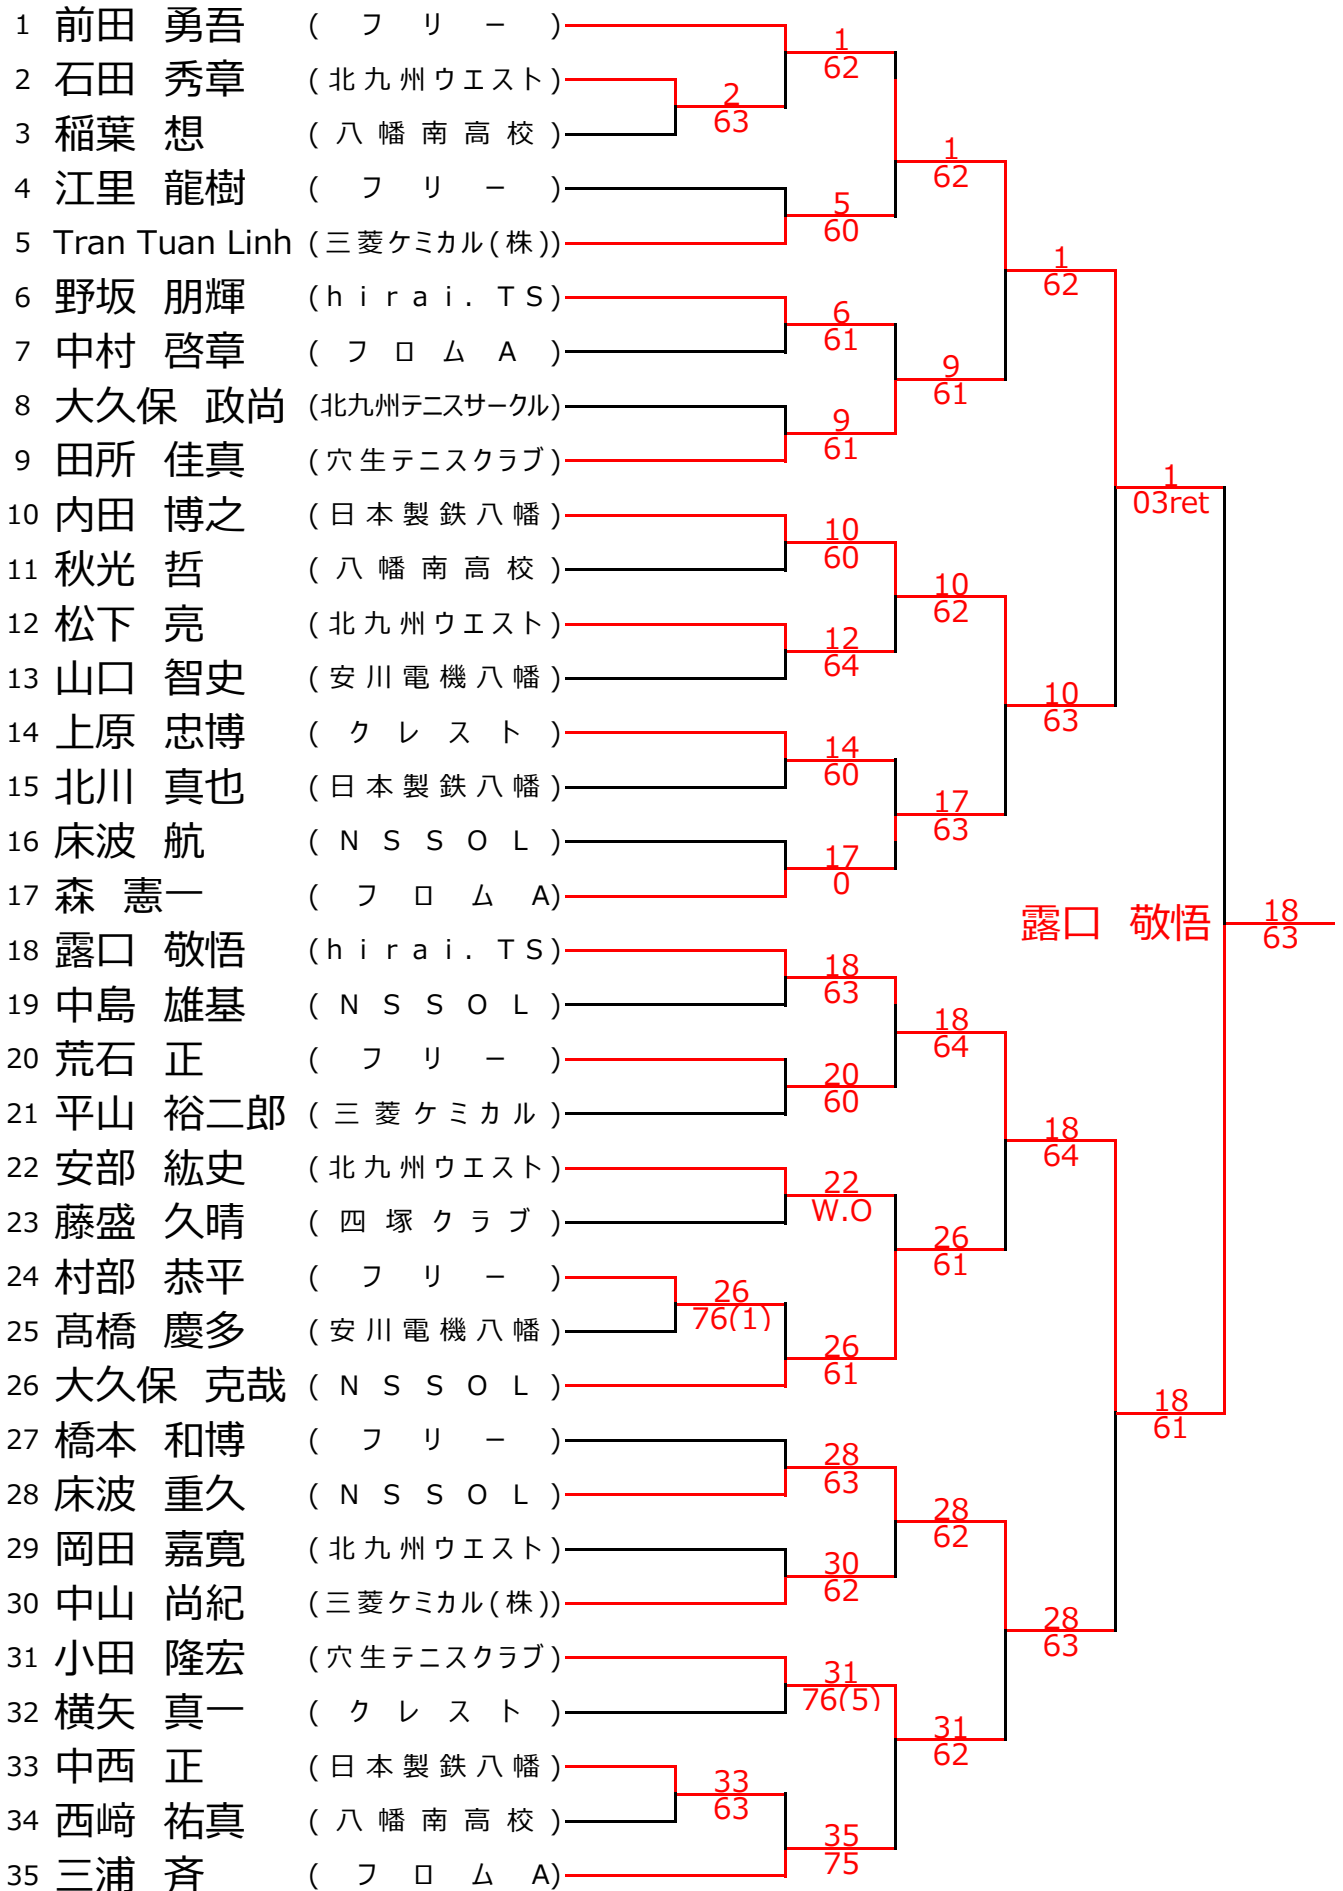 1 前田 勇吾 ( フ リ ー )
1
62
2 石田 秀章 (北九州ウエスト)
2
63
3 稲葉 想 ( 八 幡 南 高 校 )
1
62
4 江里 龍樹 ( フ リ ー )
5
60
5 Tran Tuan Linh (三菱ケミカル(株))
1
62
6 野坂 朋輝 (hirai. TS)
6
61
7 中村 啓章 ( フ ロ ム A )
9
61
8 大久保 政尚 (北九州テニスサークル)
9
61
9 田所 佳真 (穴生テニスクラブ)
1
03ret
10 内田 博之 (日本製鉄八幡)
10
60
11 秋光 哲 ( 八 幡 南 高 校 )
10
62
12 松下 亮 (北九州ウエスト)
12
64
13 山口 智史 (安川電機八幡)
10
63
14 上原 忠博 ( ク レ ス ト )
14
60
15 北川 真也 (日本製鉄八幡)
17
63
16 床波 航 ( N S S O L )
17
0
17 森 憲一 ( フ ロ ム A)
露口 敬悟
18
63
18 露口 敬悟 (hirai. TS)
18
63
19 中島 雄基 ( N S S O L )
18
64
20 荒石 正 ( フ リ ー )
20
60
21 平山 裕二郎 (三菱ケミカル)
18
64
22 安部 紘史 (北九州ウエスト)
22
W.O
23 藤盛 久晴 (四塚クラブ)
26
61
24 村部 恭平 ( フ リ ー )
26
76(1)
25 髙橋 慶多 (安川電機八幡)
26
61
26 大久保 克哉 ( N S S O L )
18
61
27 橋本 和博 ( フ リ ー )
28
63
28 床波 重久 ( N S S O L )
28
62
29 岡田 嘉寛 (北九州ウエスト)
30
62
30 中山 尚紀 (三菱ケミカル(株))
28
63
31 小田 隆宏 (穴生テニスクラブ)
31
76(5)
32 横矢 真一 ( ク レ ス ト )
31
62
33 中西 正 (日本製鉄八幡)
33
63
34 西﨑 祐真 ( 八 幡 南 高 校 )
35
75
35 三浦 斉 ( フ ロ ム A)